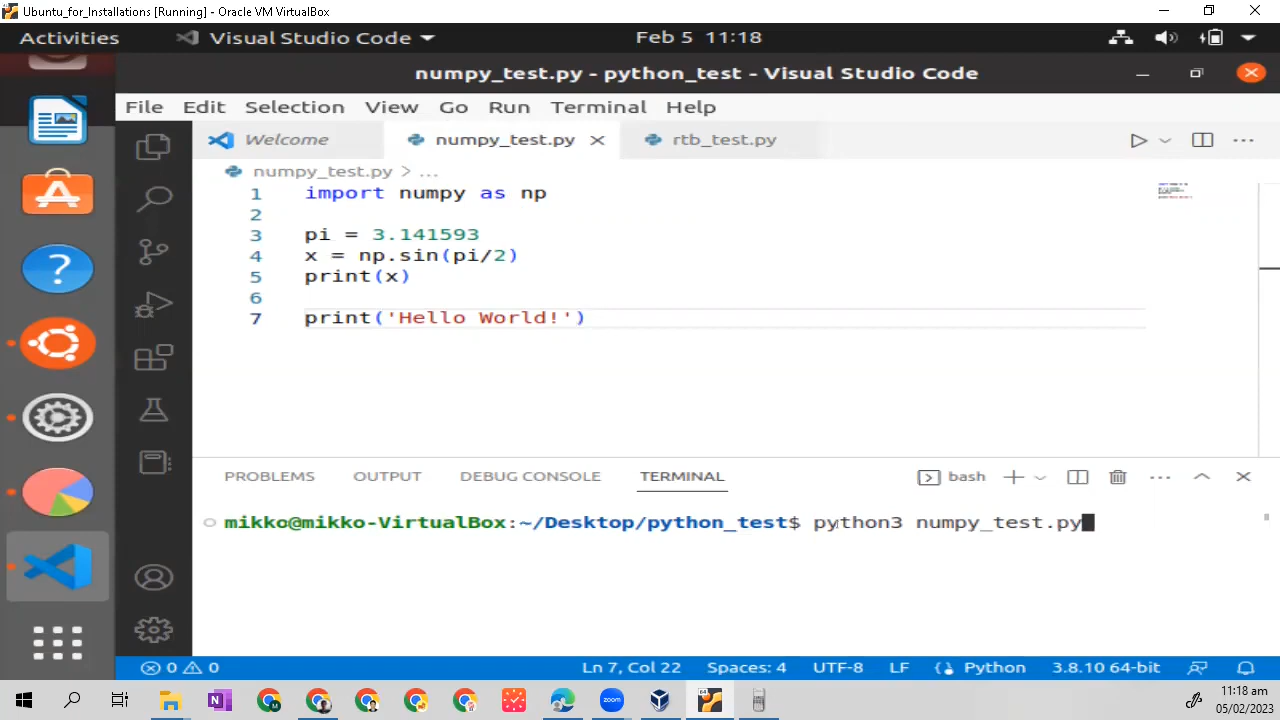 Ubuntu_for_Installations [Running] - Oracle VM VirtualBox
Activities Visual Studio Code Feb 5 11:18
numpy_test.py - python_test - Visual Studio Code
File Edit Selection View Go Run Terminal Help
Welcome numpy_test.py rtb_test.py
numpy_test.py > ...
1 import numpy as np
2
3 pi = 3.141593
4 x = np.sin(pi/2)
5 print(x)
6
7 print('Hello World!')
PROBLEMS OUTPUT DEBUG CONSOLE TERMINAL bash
mikko@mikko-VirtualBox:~/Desktop/python_test$ python3 numpy_test.py
0 0 Ln 7, Col 22 Spaces: 4 UTF-8 LF Python 3.8.10 64-bit
zoom
11:18 am
05/02/2023